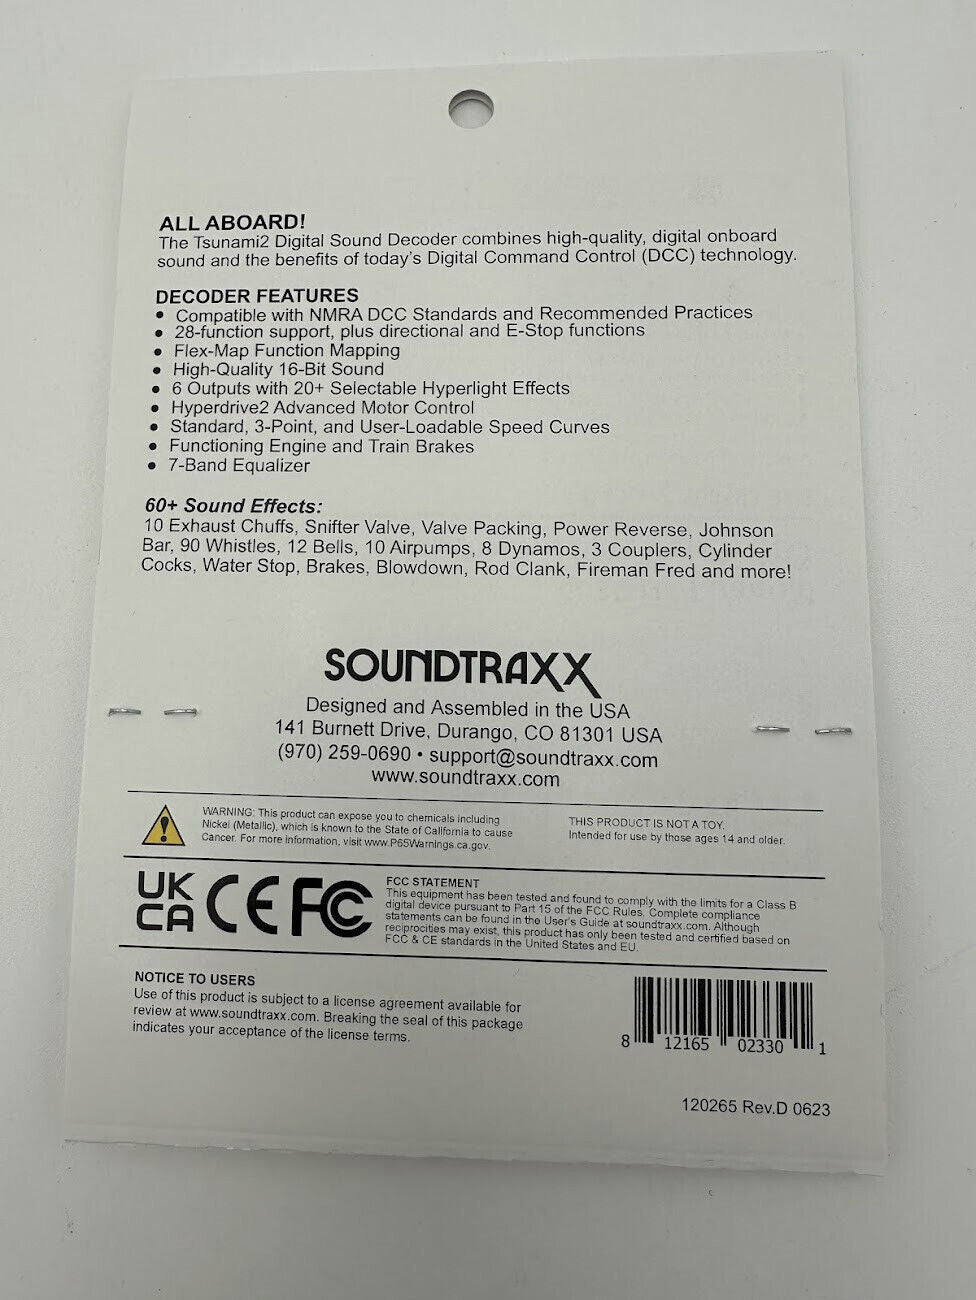 ALL ABOARD!
The Tsunami2 Digital Sound Decoder combines high-quality, digital onboard
sound and the benefits of today's Digital Command Control (DCC) technology.
DECODER FEATURES
• Compatible with NMRA DCC Standards and Recommended Practices
• 28-function support, plus directional and E-Stop functions
• Flex-Map Function Mapping
• High-Quality 16-Bit Sound
• 6 Outputs with 20+ Selectable Hyperlight Effects
• Hyperdrive2 Advanced Motor Control
• Standard, 3-Point, and User-Loadable Speed Curves
• Functioning Engine and Train Brakes
• 7-Band Equalizer
60+ Sound Effects:
10 Exhaust Chuffs, Snifter Valve, Valve Packing, Power Reverse, Johnson
Bar, 90 Whistles, 12 Bells, 10 Airpumps, 8 Dynamos, 3 Couplers, Cylinder
Cocks, Water Stop, Brakes, Blowdown, Rod Clank, Fireman Fred and more!
SOUNDTRAXX
Designed and Assembled in the USA
141 Burnett Drive, Durango, CO 81301 USA
(970) 259-0690 • support@soundtraxx.com
www.soundtraxx.com
WARNING: This product can expose you to chemicals including
Nickel (Metallic), which is known to the State of California to cause
Cancer. For more information, visit www.P65Warnings.ca.gov.
THIS PRODUCT IS NOT A TOY.
Intended for use by those ages 14 and older.
UK
CA
CE
FC
FCC STATEMENT
This equipment has been tested and found to comply with the limits for a Class B
digital device pursuant to Part 15 of the FCC Rules. Complete compliance
statements can be found in the User's Guide at soundtraxx.com. Although
reciprocities may exist, this product has only been tested and certified based on
FCC & CE standards in the United States and EU.
NOTICE TO USERS
Use of this product is subject to a license agreement available for
review at www.soundtraxx.com. Breaking the seal of this package
indicates your acceptance of the license terms.
8 12165 02330 1
120265 Rev.D 0623